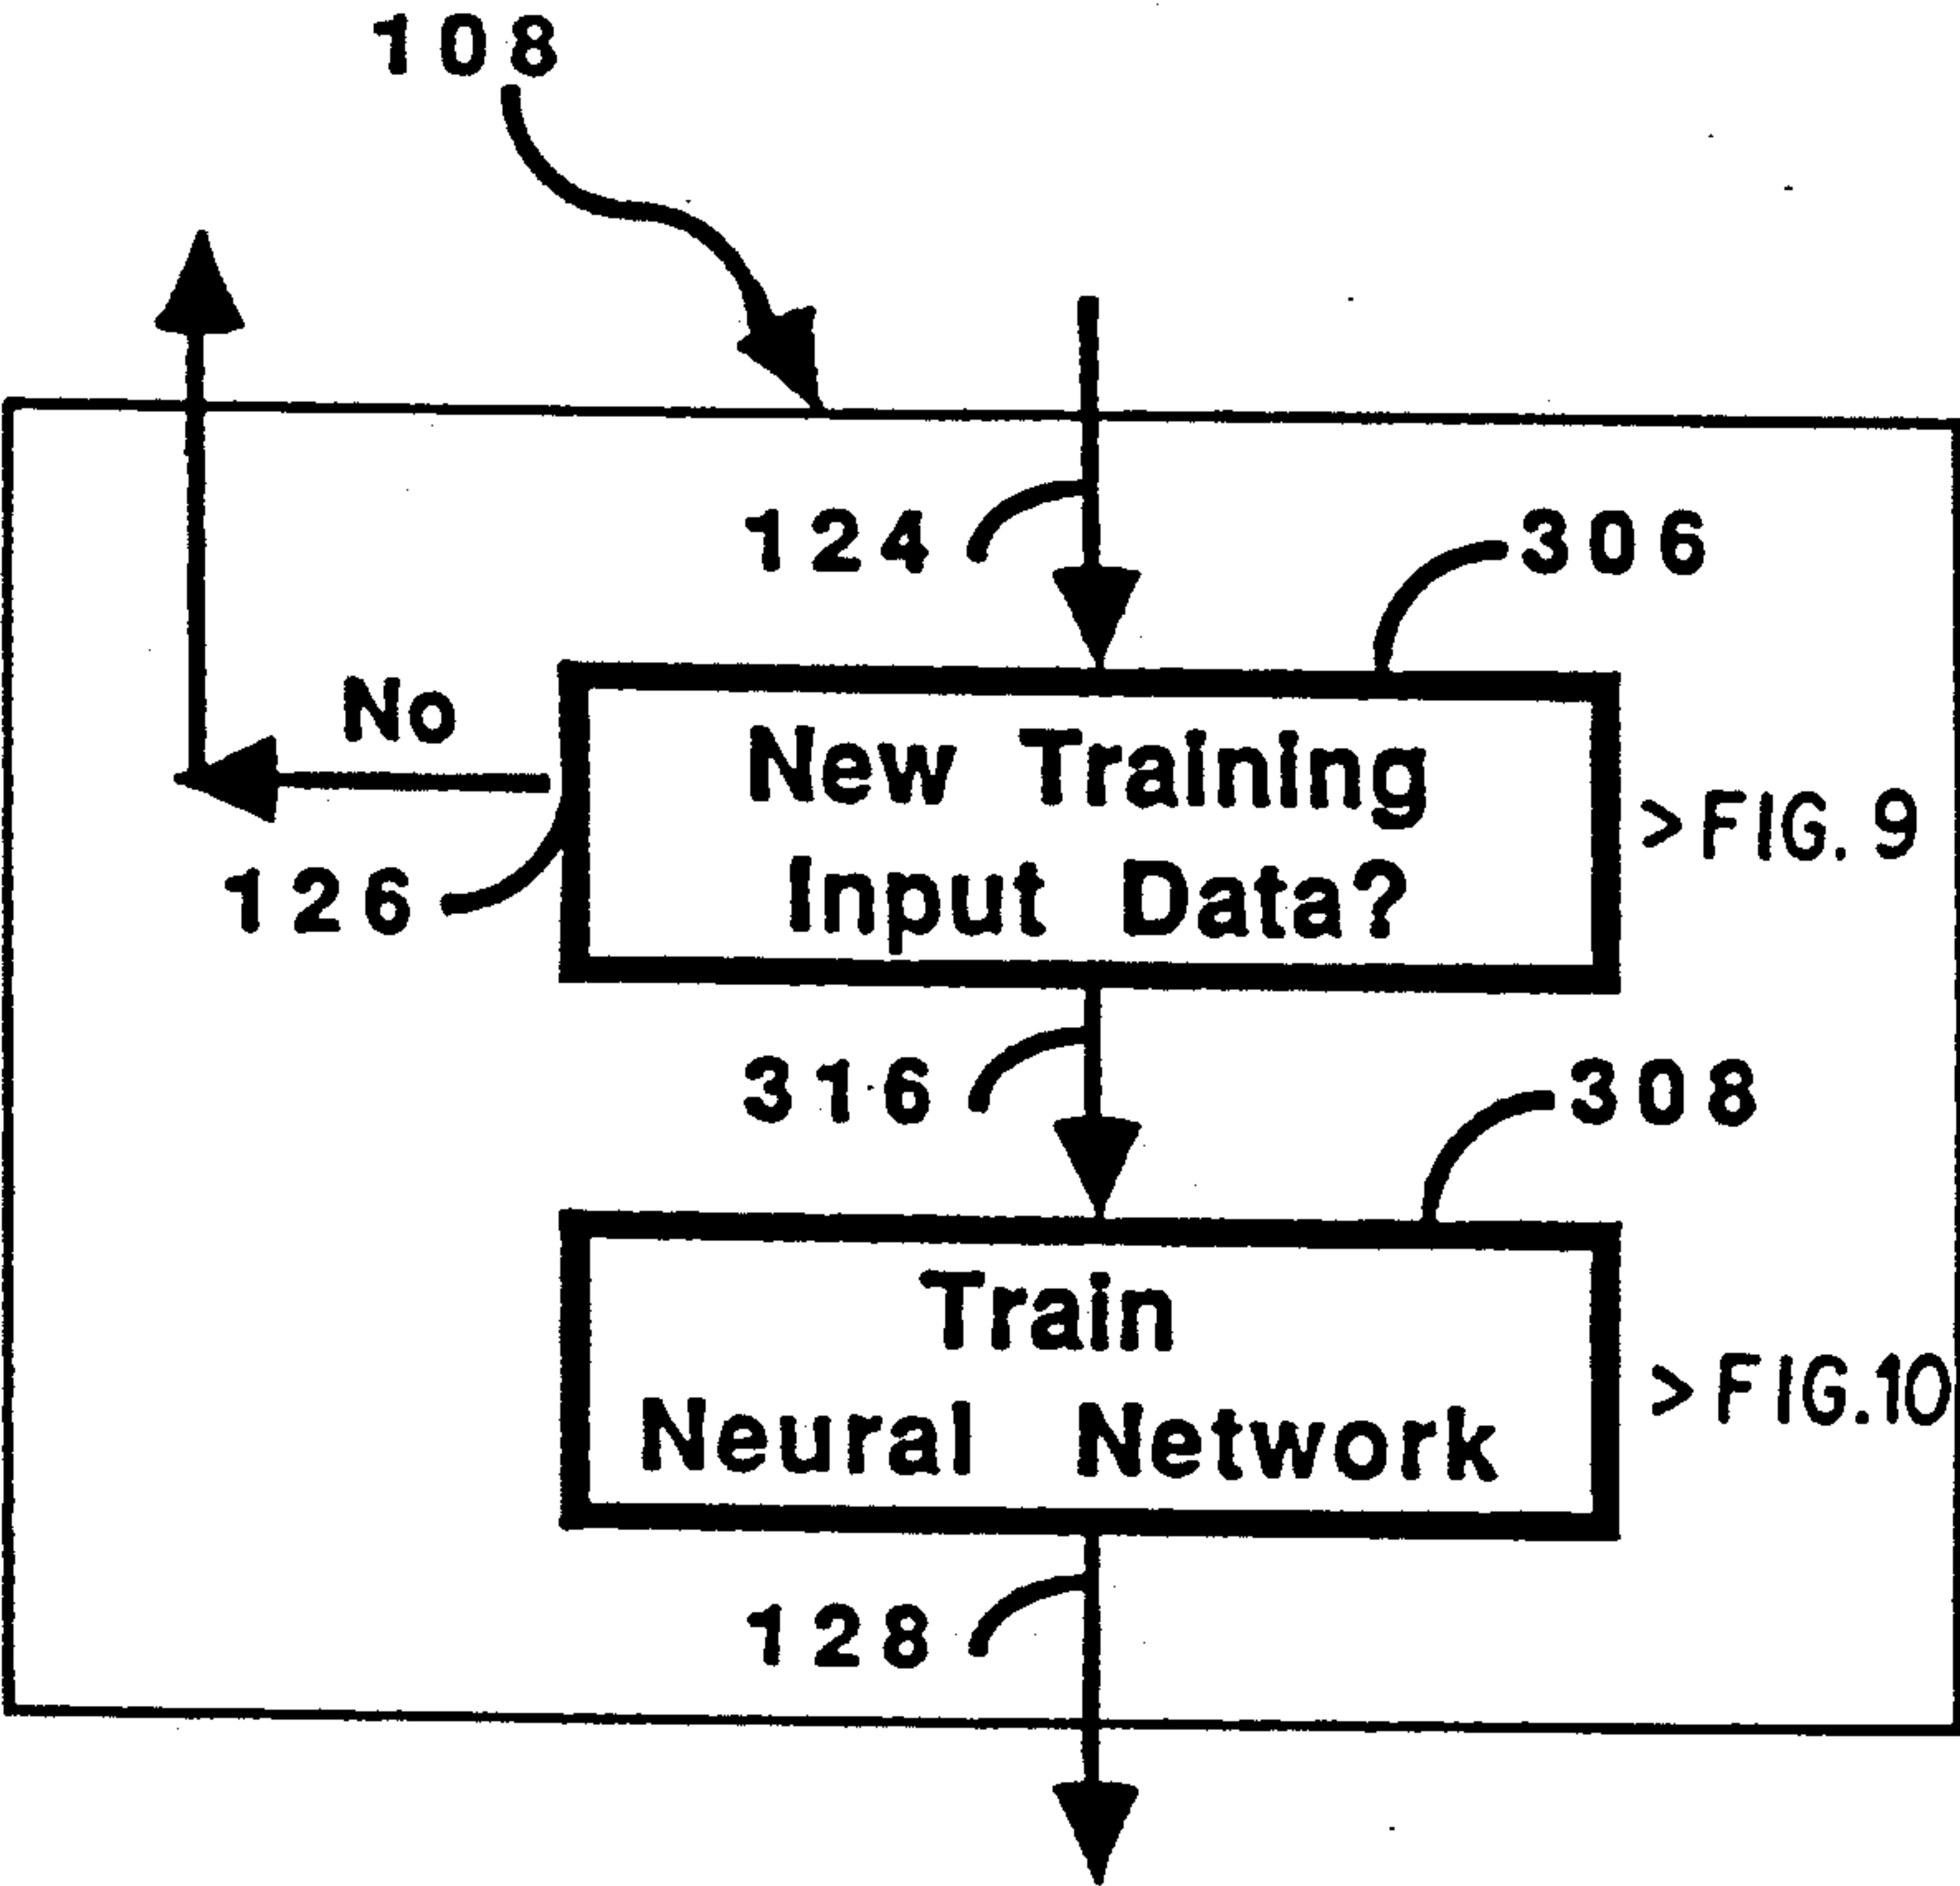 108
124
306
No
New Training
Input Data?
> FIG. 9
126
316
308
Train
Neural Network
> FIG.10
128